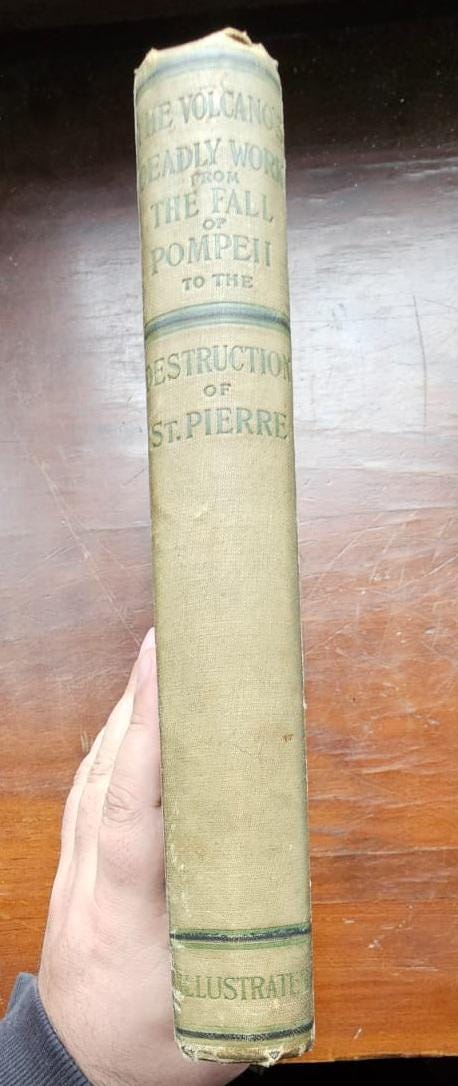 THE VOLCANO'S
DEADLY WORK
FROM
THE FALL
OF
POMPEII
TO THE
DESTRUCTION
OF
ST. PIERRE
ILLUSTRATED